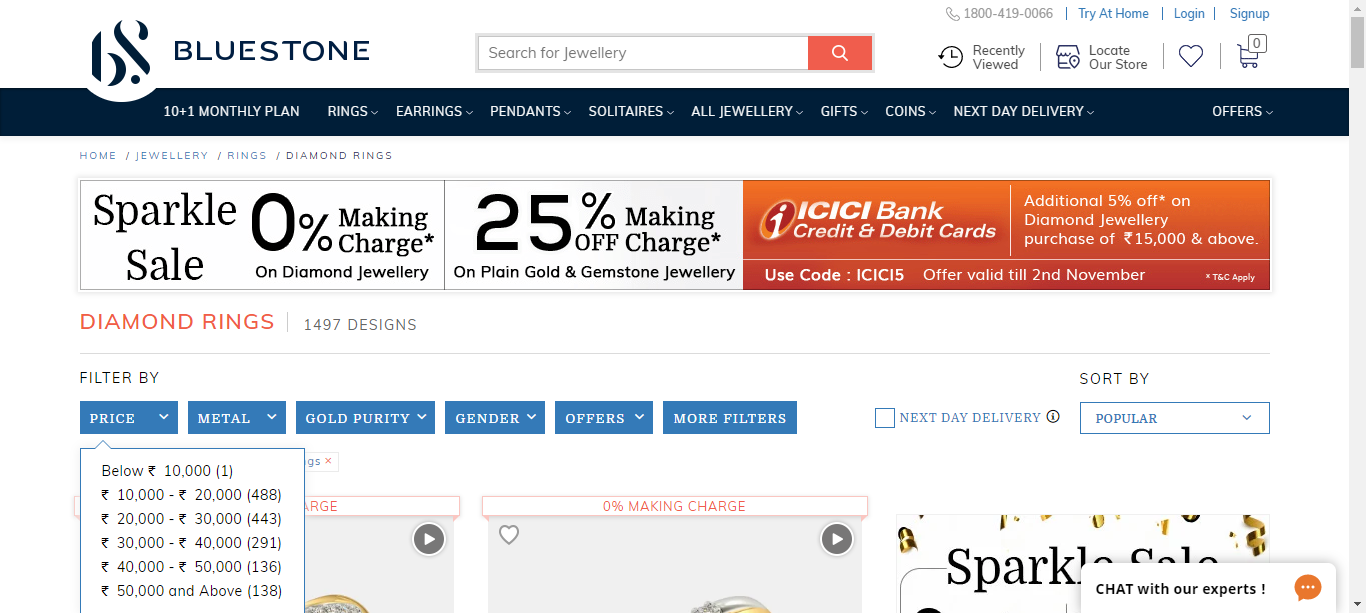 1800-419-0066 Try At Home Login Signup
BLUESTONE
Search for Jewellery
Recently
Viewed
Locate
Our Store
0
10+1 MONTHLY PLAN RINGS EARRINGS PENDANTS SOLITAIRES ALL JEWELLERY GIFTS COINS NEXT DAY DELIVERY OFFERS
HOME / JEWELLERY / RINGS / DIAMOND RINGS
Sparkle
Sale
0% Making
Charge*
On Diamond Jewellery
25% Making
OFF Charge*
On Plain Gold & Gemstone Jewellery
ICICI Bank
Credit & Debit Cards
Additional 5% off* on
Diamond Jewellery
purchase of ₹15,000 & above.
Use Code : ICICI5 Offer valid till 2nd November
* T&C Apply
DIAMOND RINGS 1497 DESIGNS
FILTER BY
SORT BY
PRICE METAL GOLD PURITY GENDER OFFERS MORE FILTERS
NEXT DAY DELIVERY
POPULAR
Below ₹ 10,000 (1)
₹ 10,000 - ₹ 20,000 (488)
₹ 20,000 - ₹ 30,000 (443)
₹ 30,000 - ₹ 40,000 (291)
₹ 40,000 - ₹ 50,000 (136)
₹ 50,000 and Above (138)
ngs ×
ARGE
0% MAKING CHARGE
Sparkle Sale
CHAT with our experts !